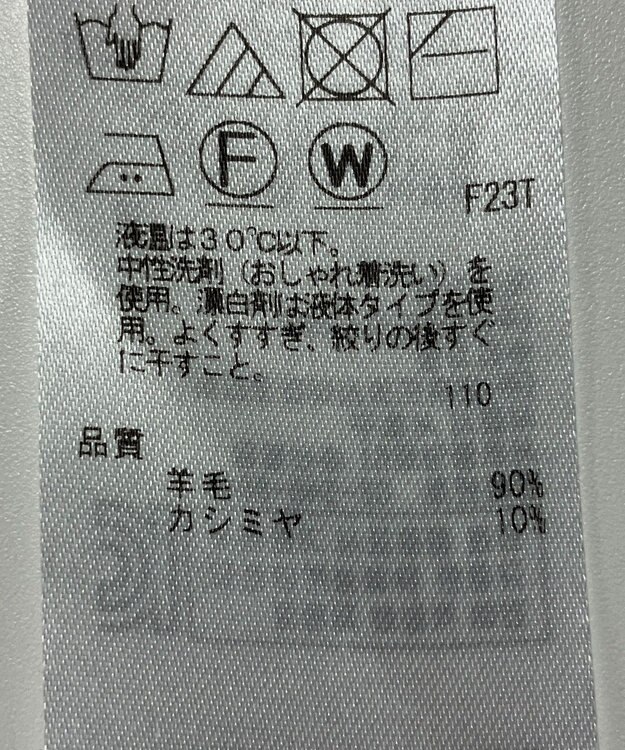 F W
F23T
液温は30℃以下。
中性洗剤(おしゃれ着洗い)を
使用。漂白剤は液体タイプを使
用。よくすすぎ、絞りの後すぐ
に干すこと。
110
品質
羊毛 90%
カシミヤ 10%